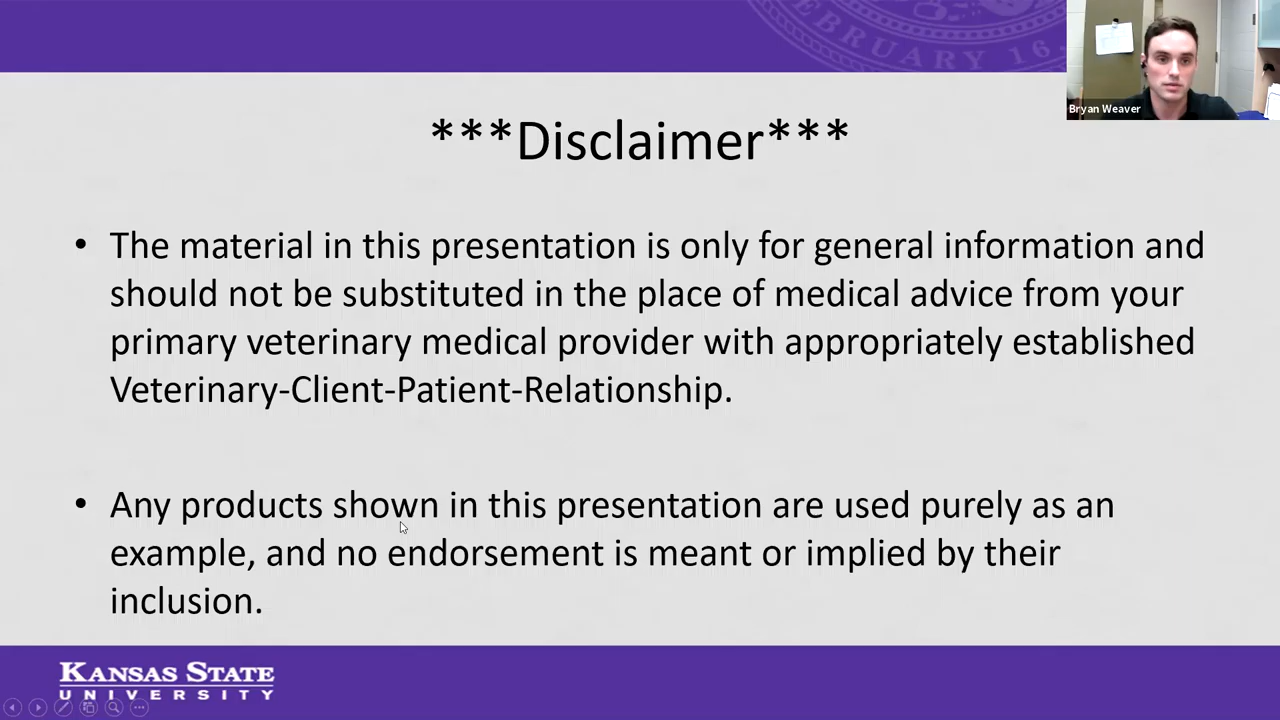 FEBRUARY 16,
Bryan Weaver
***Disclaimer***
• The material in this presentation is only for general information and
should not be substituted in the place of medical advice from your
primary veterinary medical provider with appropriately established
Veterinary-Client-Patient-Relationship.
• Any products shown in this presentation are used purely as an
example, and no endorsement is meant or implied by their
inclusion.
KANSAS STATE
UNIVERSITY